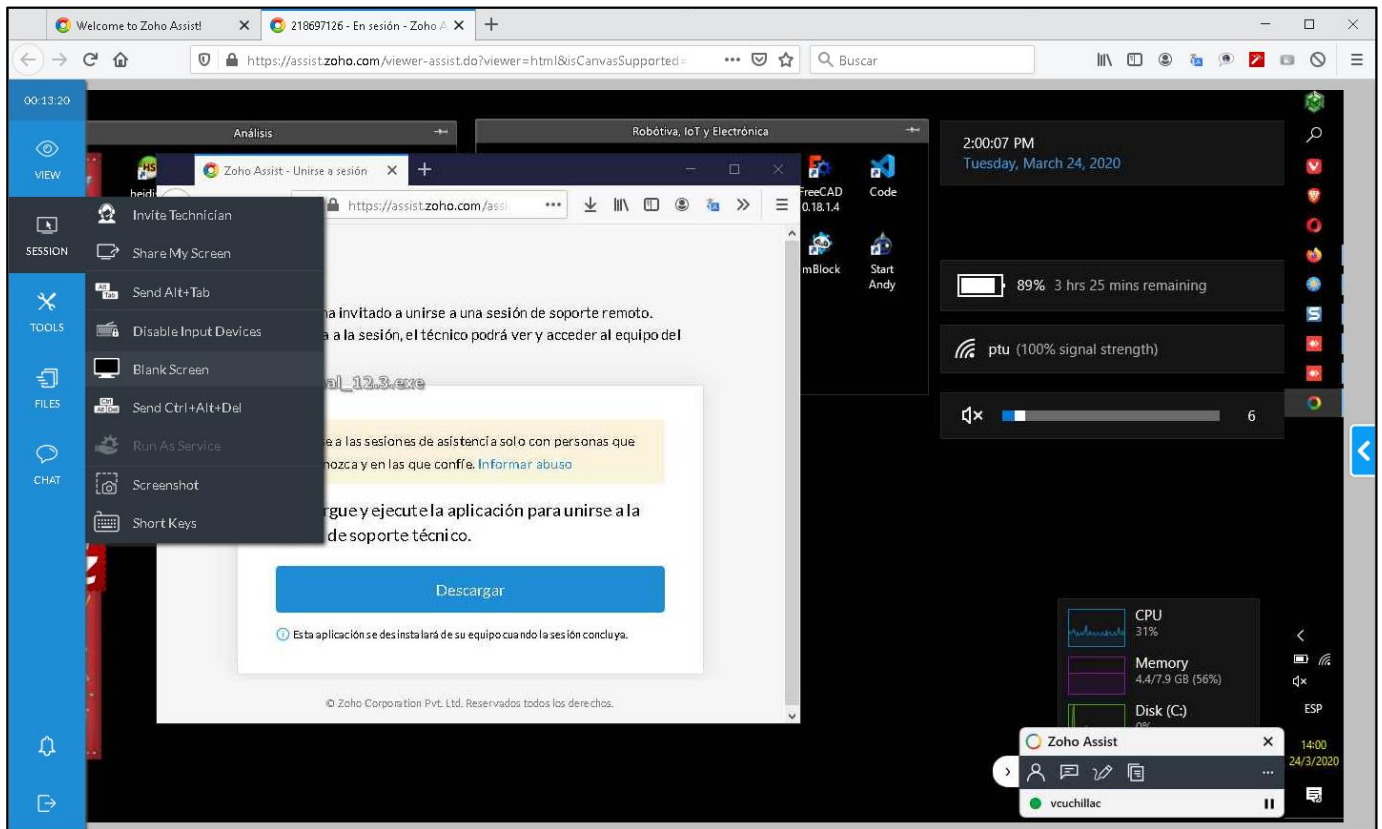 Welcome to Zoho Assist!
218697126 - En sesión - Zoho A
https://assist.zoho.com/viewer-assist.do?viewer=html&isCanvasSupported=
Buscar
00:13:20
VIEW
SESSION
TOOLS
FILES
CHAT
Invite Technician
Share My Screen
Send Alt+Tab
Disable Input Devices
Blank Screen
Send Ctrl+Alt+Del
Run As Service
Screenshot
Short Keys
Análisis
Robótiva, IoT y Electrónica
HS
heidi
Zoho Assist - Unirse a sesión
https://assist.zoho.com/assi
FreeCAD
0.18.1.4
Code
mBlock
Start
Andy
a invitado a unirse a una sesión de soporte remoto.
a a la sesión, el técnico podrá ver y acceder al equipo del
al_12.3.exe
e a las sesiones de asistencia solo con personas que
nozca y en las que confíe. Informar abuso
rgue y ejecute la aplicación para unirse a la
de soporte técnico.
Descargar
Esta aplicación se desinstalará de su equipo cuando la sesión concluya.
© Zoho Corporation Pvt. Ltd. Reservados todos los derechos.
2:00:07 PM
Tuesday, March 24, 2020
89% 3 hrs 25 mins remaining
ptu (100% signal strength)
6
CPU
31%
Memory
4.4/7.9 GB (56%)
Disk (C:)
0%
Zoho Assist
vcuchillac
ESP
14:00
24/3/2020